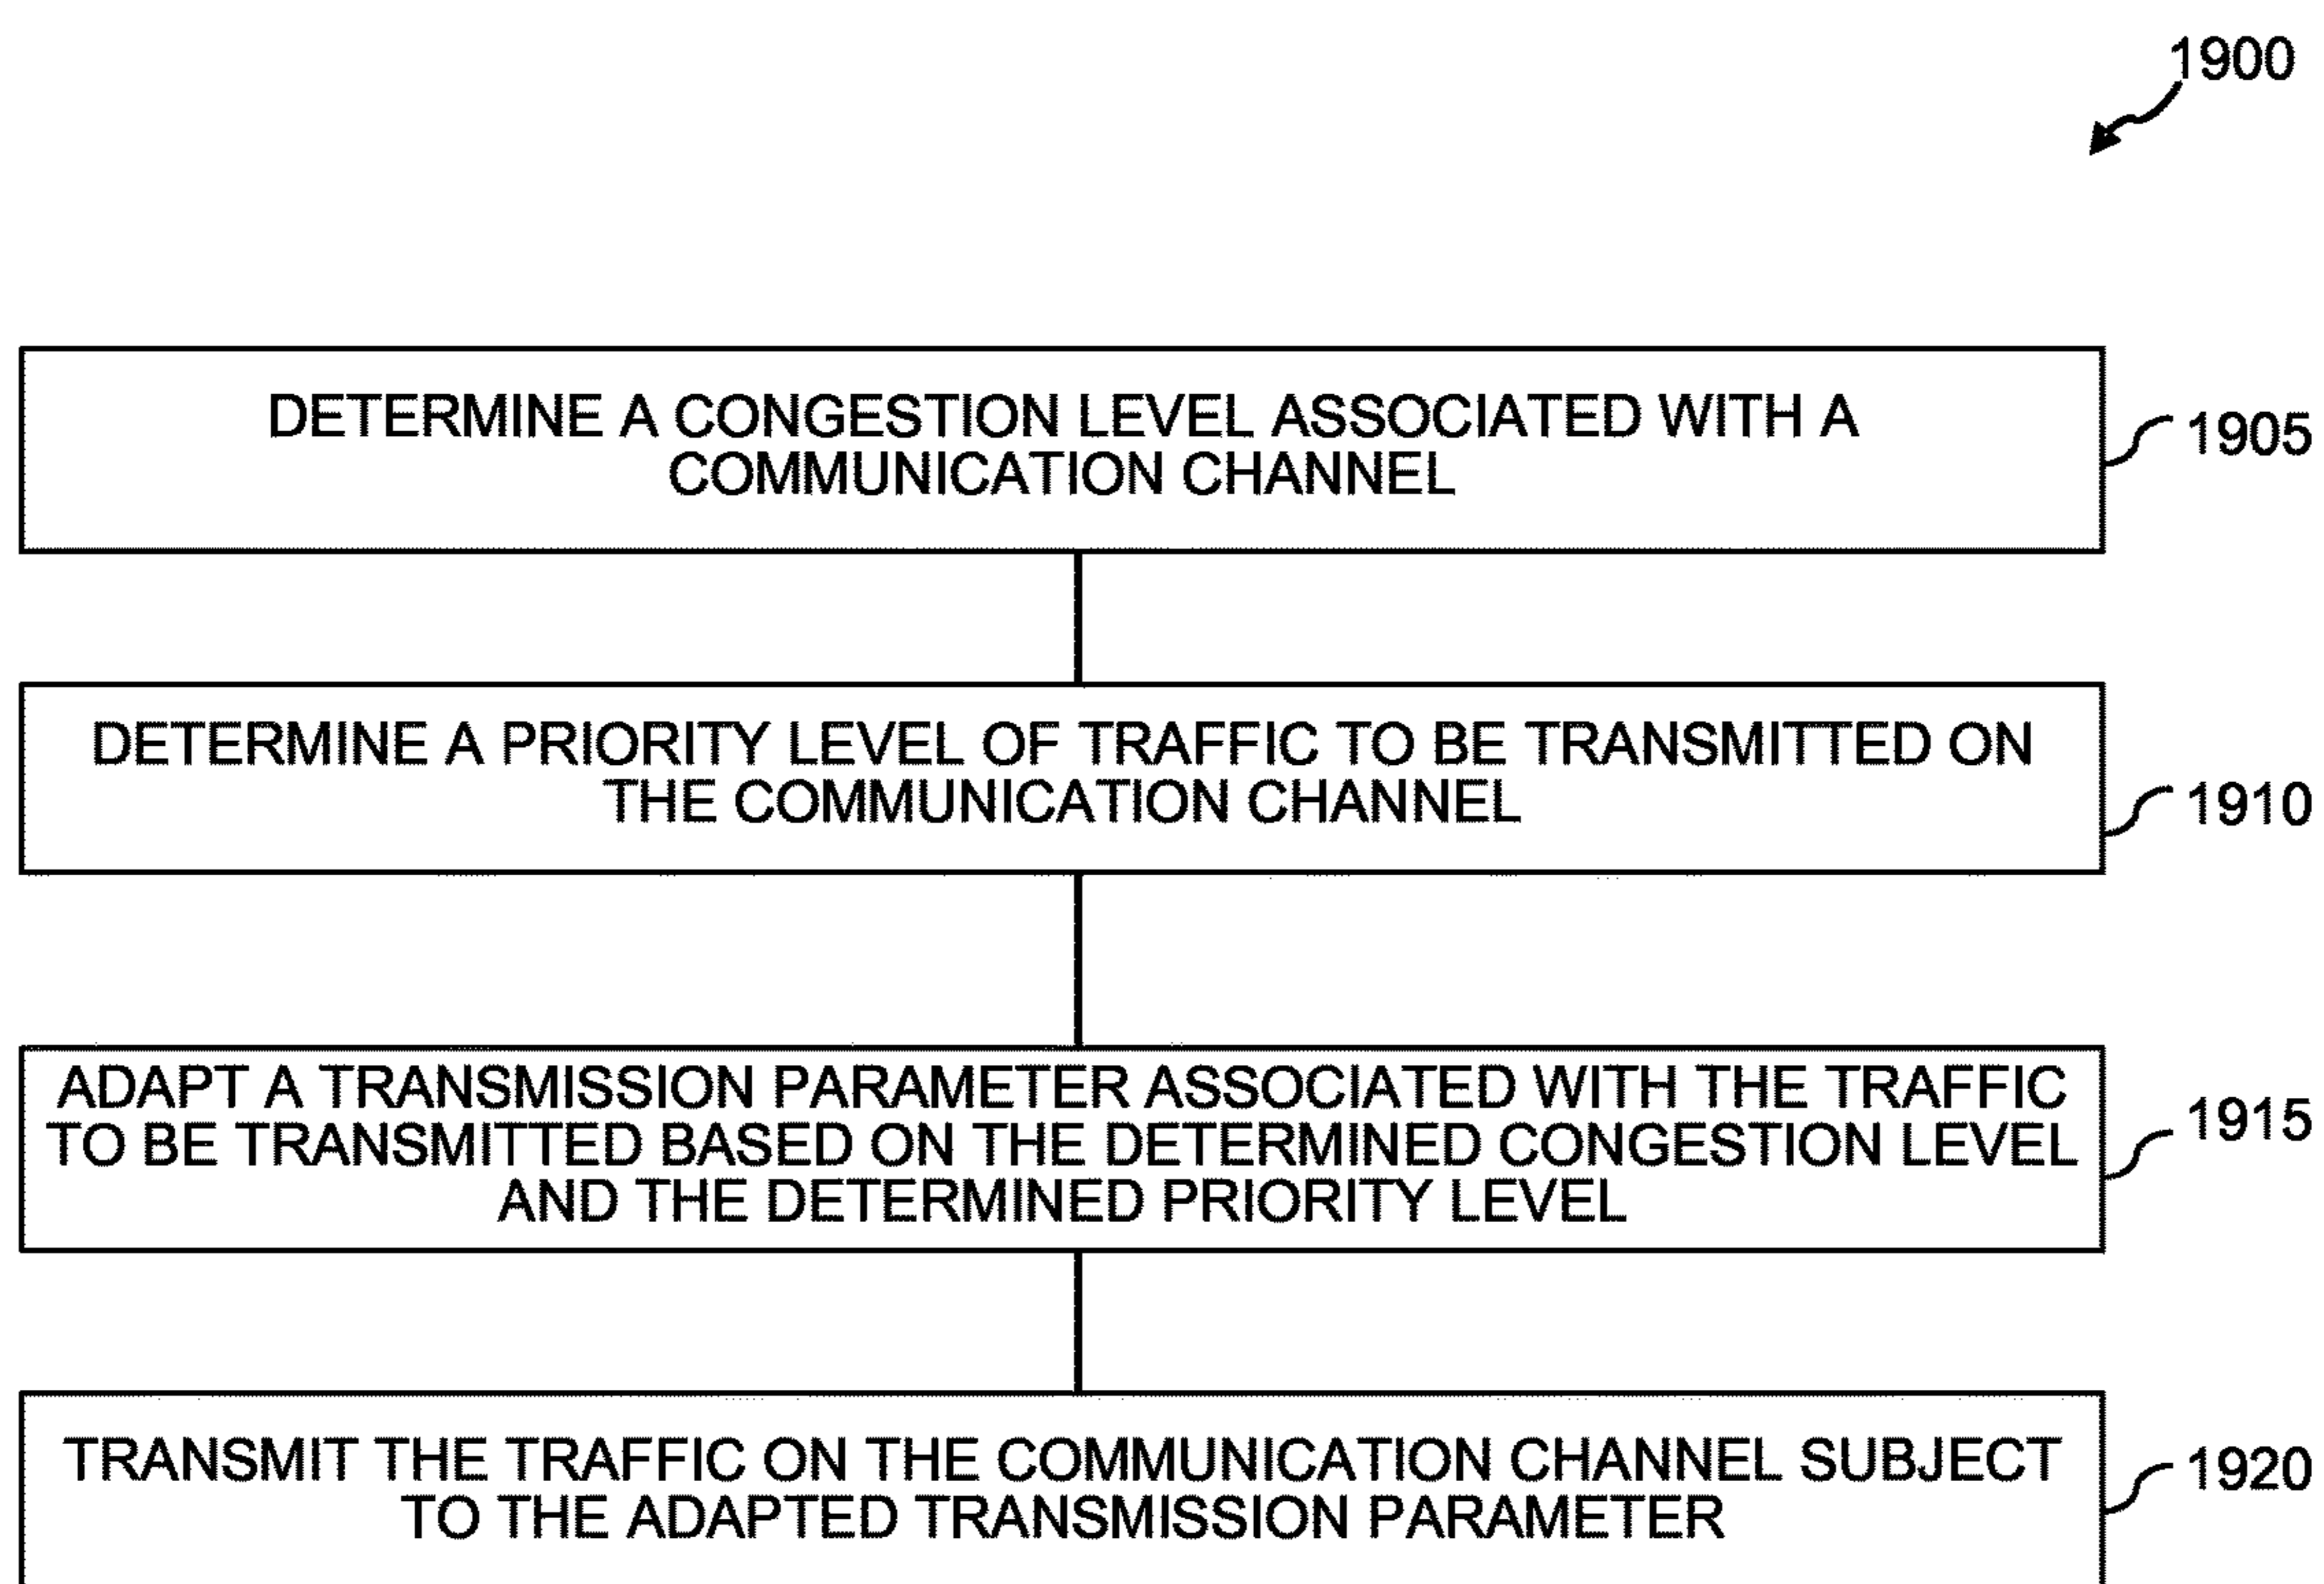 1900
DETERMINE A CONGESTION LEVEL ASSOCIATED WITH A
COMMUNICATION CHANNEL
1905
DETERMINE A PRIORITY LEVEL OF TRAFFIC TO BE TRANSMITTED ON
THE COMMUNICATION CHANNEL
1910
ADAPT A TRANSMISSION PARAMETER ASSOCIATED WITH THE TRAFFIC
TO BE TRANSMITTED BASED ON THE DETERMINED CONGESTION LEVEL
AND THE DETERMINED PRIORITY LEVEL
1915
TRANSMIT THE TRAFFIC ON THE COMMUNICATION CHANNEL SUBJECT
TO THE ADAPTED TRANSMISSION PARAMETER
1920